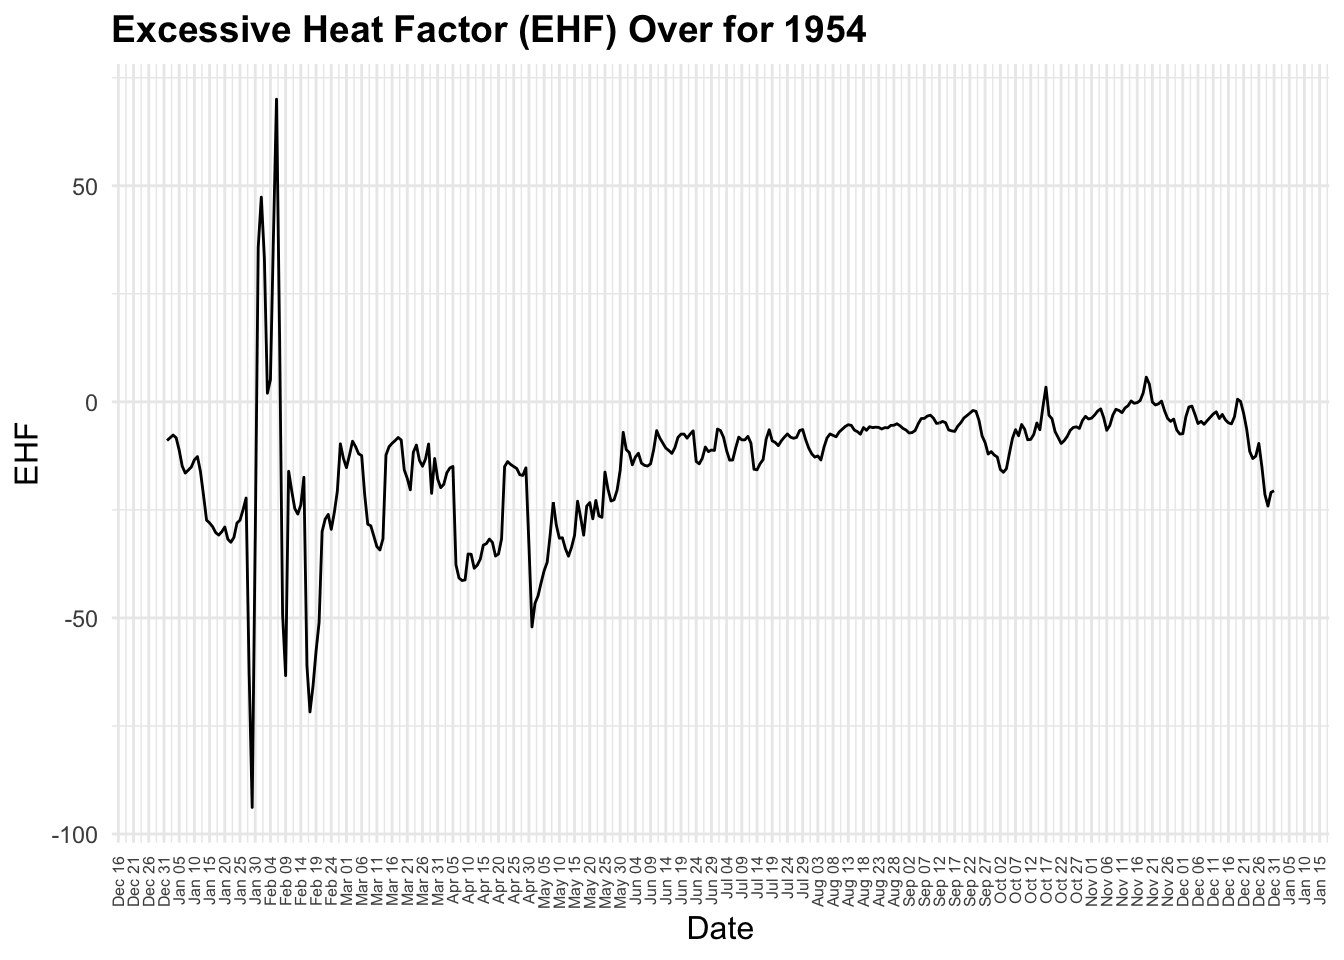 Excessive Heat Factor (EHF) Over for 1954
EHF
50
0
-50
-100
Dec 16
Dec 21
Dec 26
Dec 31
Jan 05
Jan 10
Jan 15
Jan 20
Jan 25
Jan 30
Feb 04
Feb 09
Feb 14
Feb 19
Feb 24
Mar 01
Mar 06
Mar 11
Mar 16
Mar 21
Mar 26
Mar 31
Apr 05
Apr 10
Apr 15
Apr 20
Apr 25
Apr 30
May 05
May 10
May 15
May 20
May 25
May 30
Jun 04
Jun 09
Jun 14
Jun 19
Jun 24
Jun 29
Jul 04
Jul 09
Jul 14
Jul 19
Jul 24
Jul 29
Aug 03
Aug 08
Aug 13
Aug 18
Aug 23
Aug 28
Sep 02
Sep 07
Sep 12
Sep 17
Sep 22
Sep 27
Oct 02
Oct 07
Oct 12
Oct 17
Oct 22
Oct 27
Nov 01
Nov 06
Nov 11
Nov 16
Nov 21
Nov 26
Dec 01
Dec 06
Dec 11
Dec 16
Dec 21
Dec 26
Dec 31
Jan 05
Jan 10
Jan 15
Date